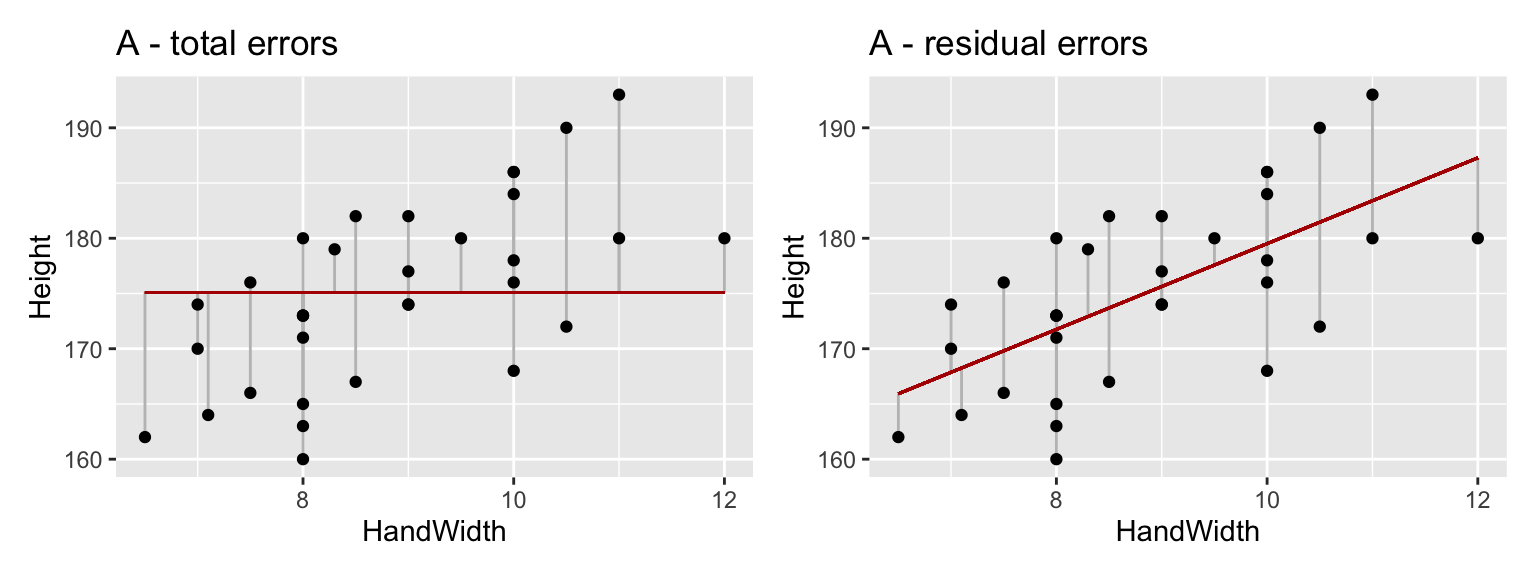 A - total errors
190
180
170
160
Height
8 10 12
HandWidth
A - residual errors
190
180
170
160
Height
8 10 12
HandWidth